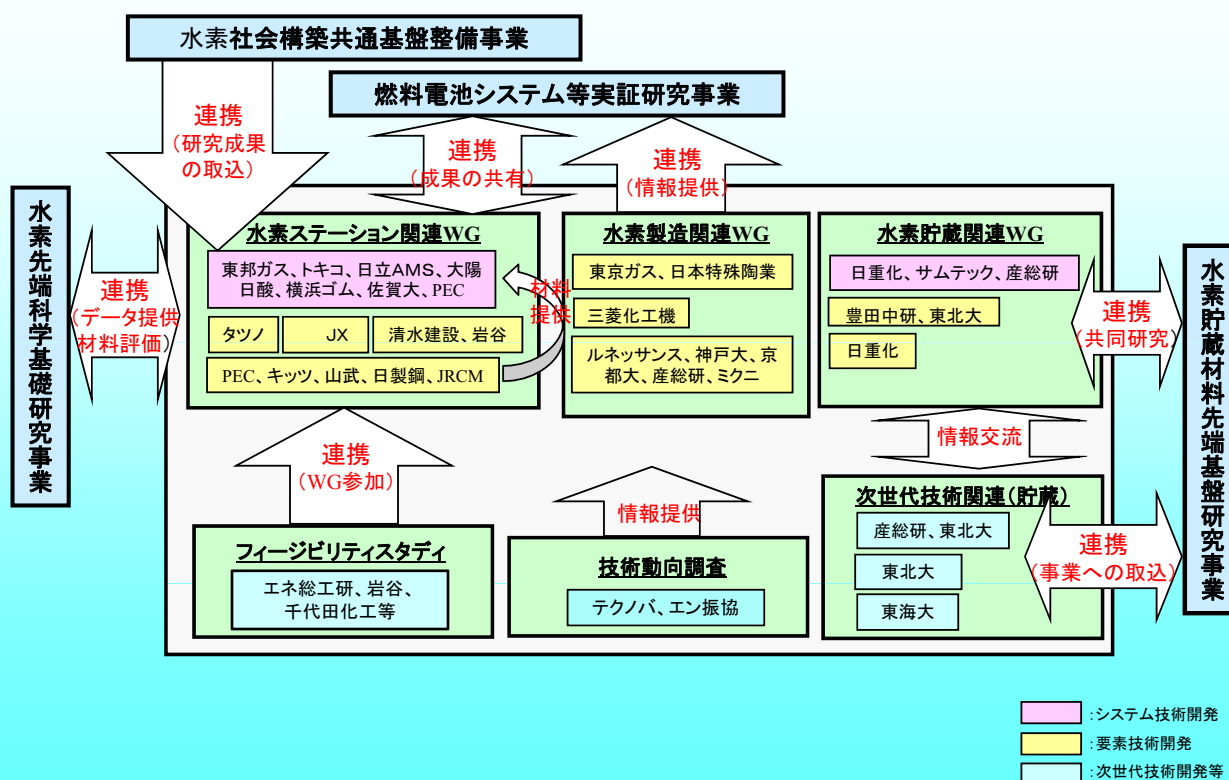 水素社会構築共通基盤整備事業
燃料電池システム等実証研究事業
連携
(研究成果
の取込)
連携
(成果の共有)
連携
(情報提供)
水素先端科学基礎研究事業
連携
(データ提供
材料評価)
水素ステーション関連WG
東邦ガス、トキコ、日立AMS、大陽
日酸、横浜ゴム、佐賀大、PEC
タツノ
JX
清水建設、岩谷
PEC、キッツ、山武、日製鋼、JRCM
材料
提供
水素製造関連WG
東京ガス、日本特殊陶業
三菱化工機
ルネッサンス、神戸大、京
都大、産総研、ミクニ
水素貯蔵関連WG
日重化、サムテック、産総研
豊田中研、東北大
日重化
連携
(共同研究)
水素貯蔵材料先端基盤研究事業
連携
(WG参加)
情報提供
情報交流
フィージビリティスタディ
エネ総工研、岩谷、
千代田化工等
技術動向調査
テクノバ、エン振協
次世代技術関連(貯蔵)
産総研、東北大
東北大
東海大
連携
(事業への取込)
:システム技術開発
:要素技術開発
:次世代技術開発等